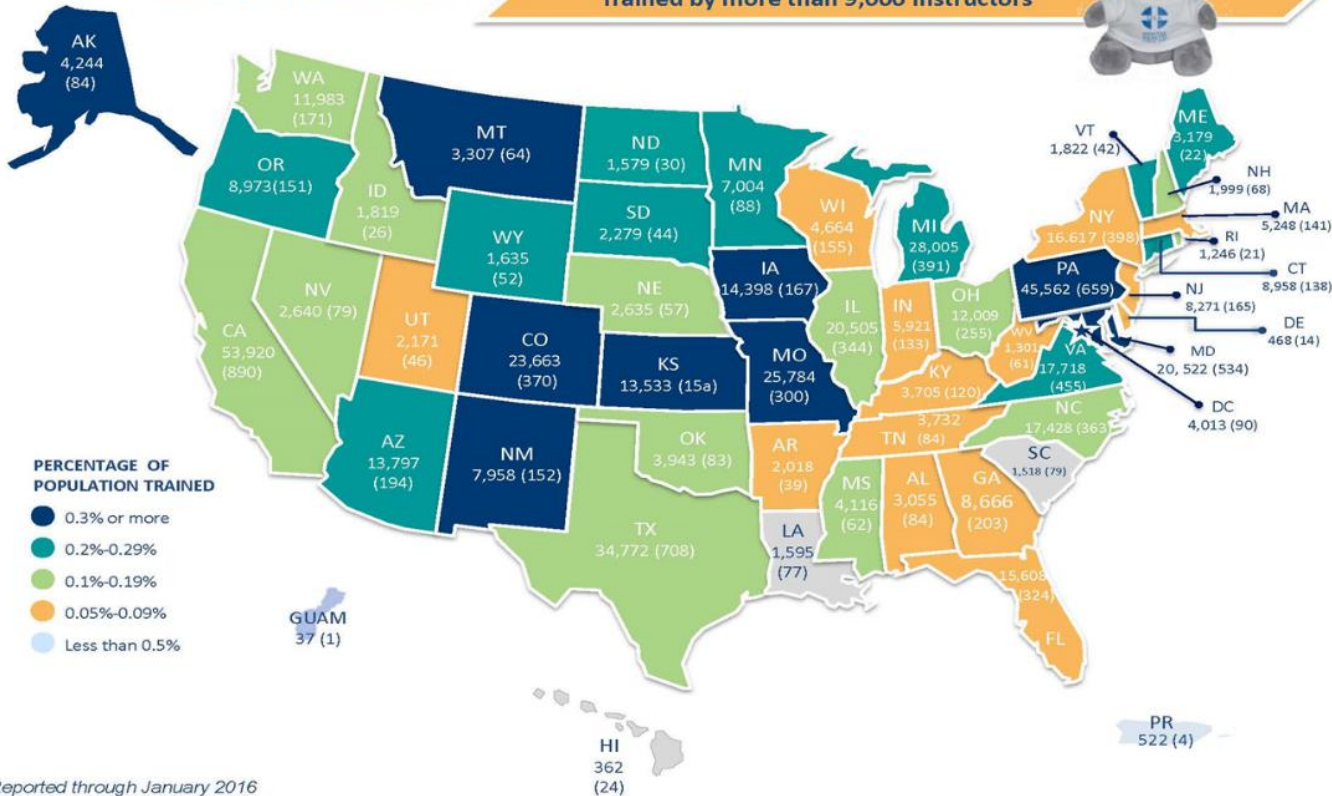 Trained by more than 9,000 instructors
AK
4,244
(84)
WA
11,983
(171)
MT
3,307 (64)
ND
1,579 (30)
MN
7,004
(88)
OR
8,973(151)
ID
1,819
(26)
WY
1,635
(52)
SD
2,279 (44)
WI
4,664
(155)
MI
28,005
(391)
VT
1,822 (42)
ME
3,179
(22)
NH
1,999 (68)
MA
5,248 (141)
NY
16.617 (398)
RI
1,246 (21)
CT
8,958 (138)
PA
45,562 (659)
NJ
8,271 (165)
DE
468 (14)
MD
20, 522 (534)
DC
4,013 (90)
CA
53,920
(890)
NV
2,640 (79)
UT
2,171
(46)
CO
23,663
(370)
NE
2,635 (57)
IA
14,398 (167)
KS
13,533 (15a)
MO
25,784
(300)
IL
20,505
(344)
IN
5,921
(133)
OH
12,009
(255)
WV
1,301
(61)
VA
17,718
(455)
KY
3,705 (120)
NC
17,428 (363)
TN
3,732
(84)
SC
1,518 (79)
AZ
13,797
(194)
NM
7,958 (152)
OK
3,943 (83)
AR
2,018
(39)
MS
4,116
(62)
AL
3,055
(84)
GA
8,666
(203)
TX
34,772 (708)
LA
1,595
(77)
15,608
(324)
FL
PERCENTAGE OF
POPULATION TRAINED
0.3% or more
0.2%-0.29%
0.1%-0.19%
0.05%-0.09%
Less than 0.5%
GUAM
37 (1)
HI
362
(24)
PR
522 (4)
Reported through January 2016